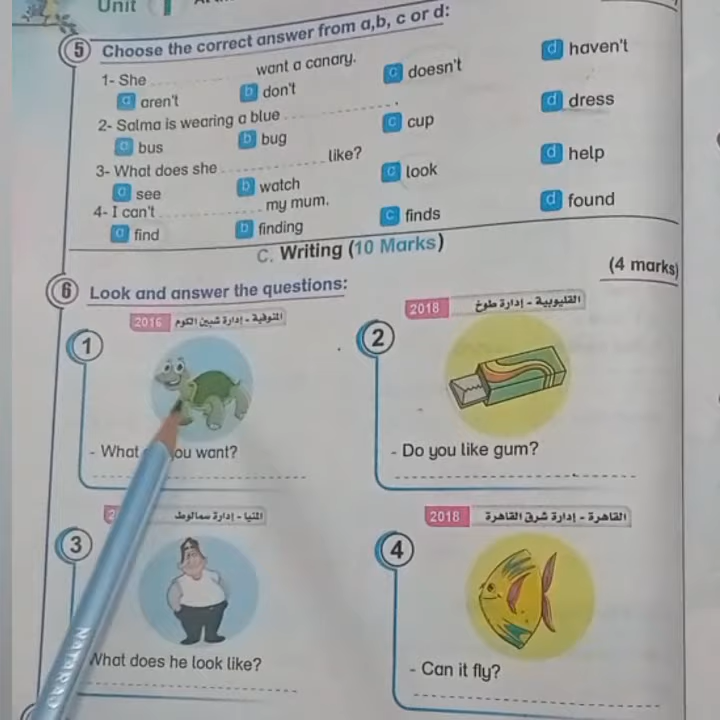 Unit 1
5 Choose the correct answer from a,b, c or d:
1- She ............ want a canary.
a aren't b don't c doesn't d haven't
2- Salma is wearing a blue ............ .
a bus b bug c cup d dress
3- What does she ............ like?
a see b watch c look d help
4- I can't ............ my mum.
a find b finding c finds d found
C. Writing (10 Marks)
6 Look and answer the questions: (4 marks)
1 2016 المنوفية - إدارة شبين الكوم
- What you want?
2 2018 القليوبية - إدارة طوخ
- Do you like gum?
3 المنيا - إدارة سمالوط
What does he look like?
4 2018 القاهرة - إدارة شرق القاهرة
- Can it fly?
NATARAJ